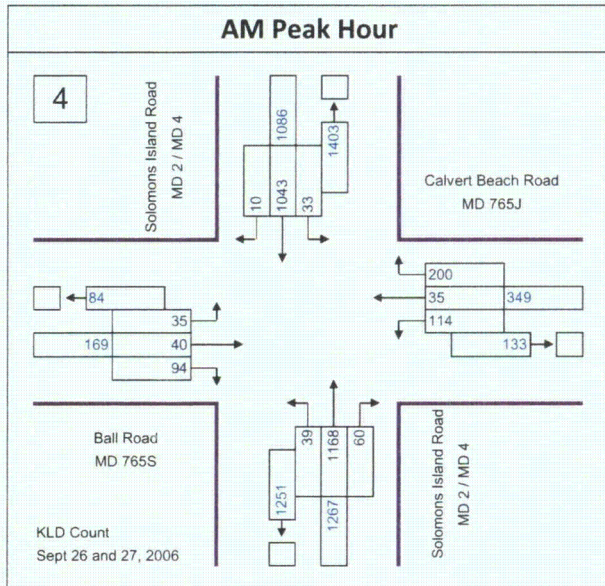 AM Peak Hour
4
Solomons Island Road
MD 2 / MD 4
1086
1403
10
1043
33
Calvert Beach Road
MD 765J
84
35
169
40
94
200
35
349
114
133
Ball Road
MD 765S
39
1168
60
1251
1267
Solomons Island Road
MD 2 / MD 4
KLD Count
Sept 26 and 27, 2006